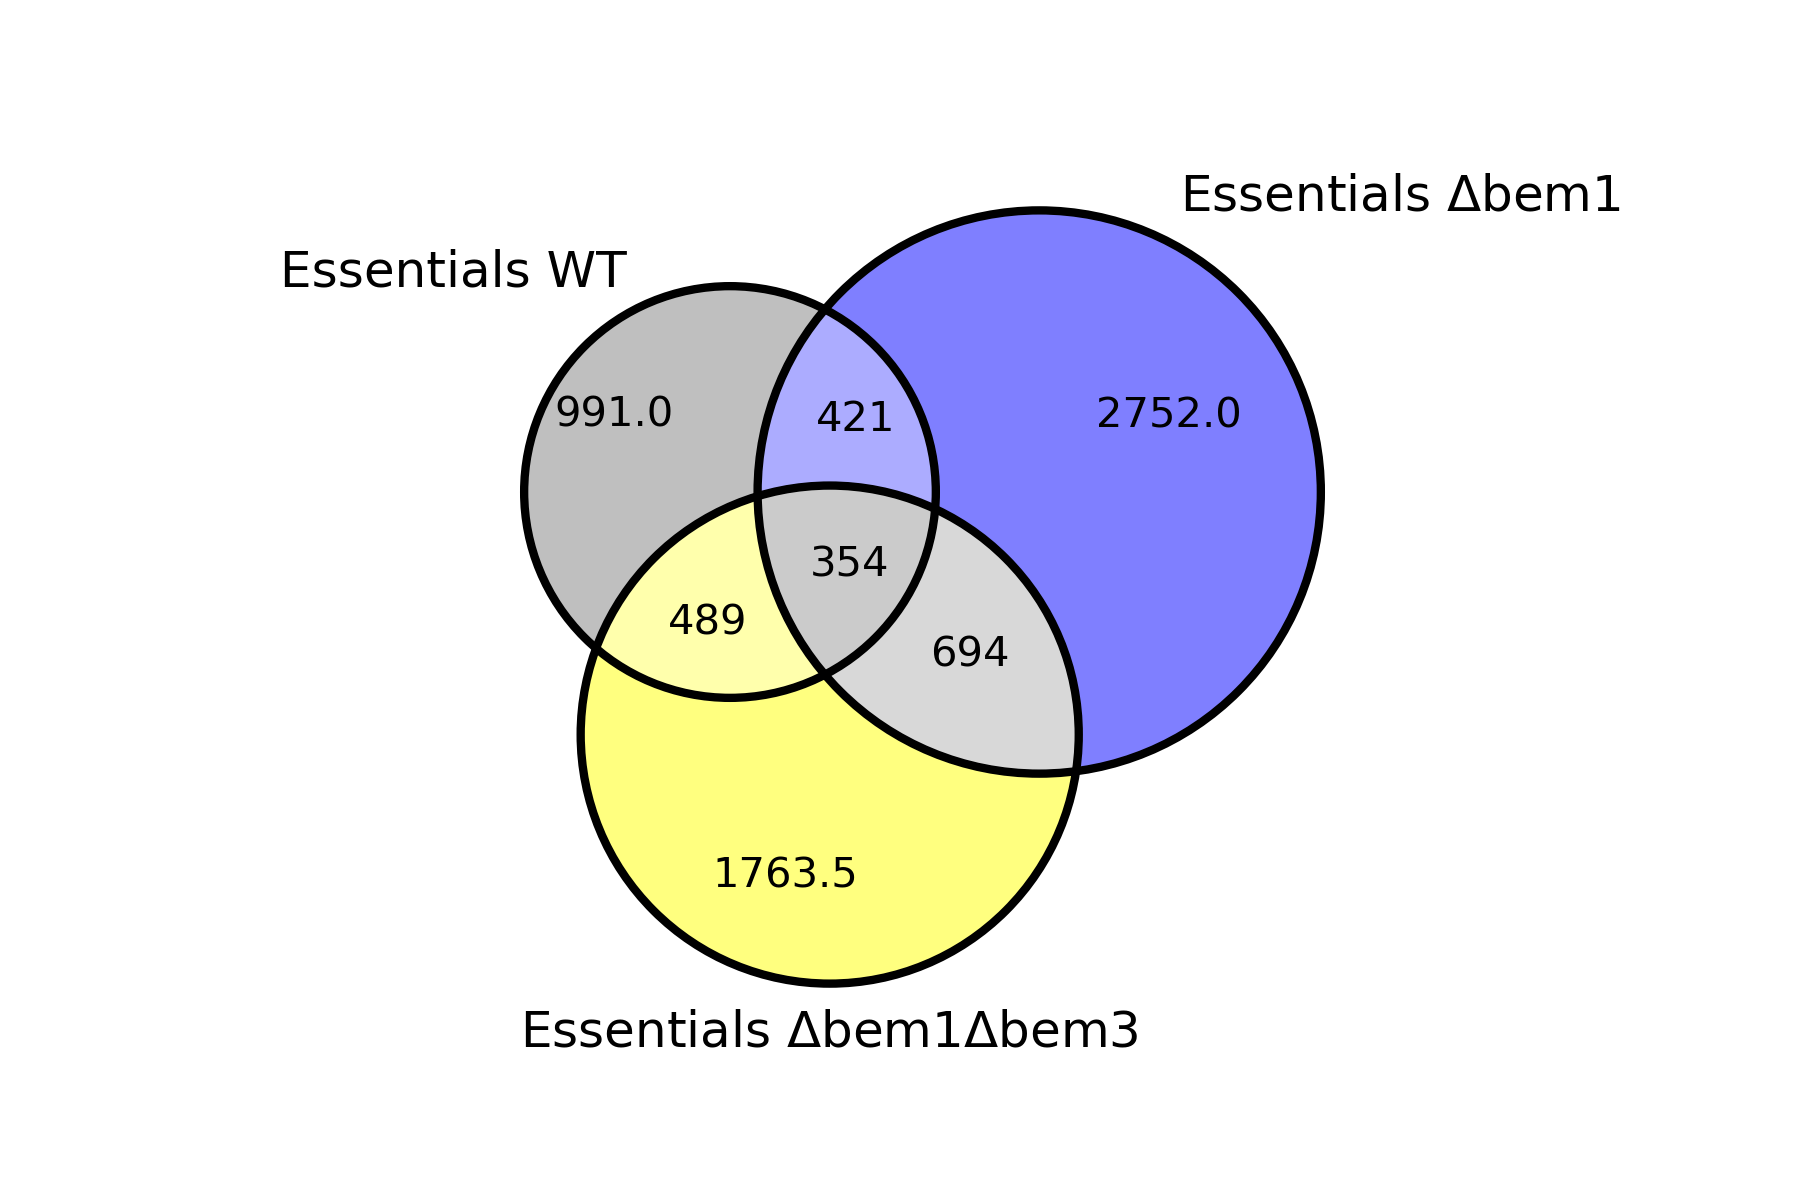 Essentials Δbem1
Essentials WT
991.0
421
2752.0
354
489
694
1763.5
Essentials Δbem1Δbem3